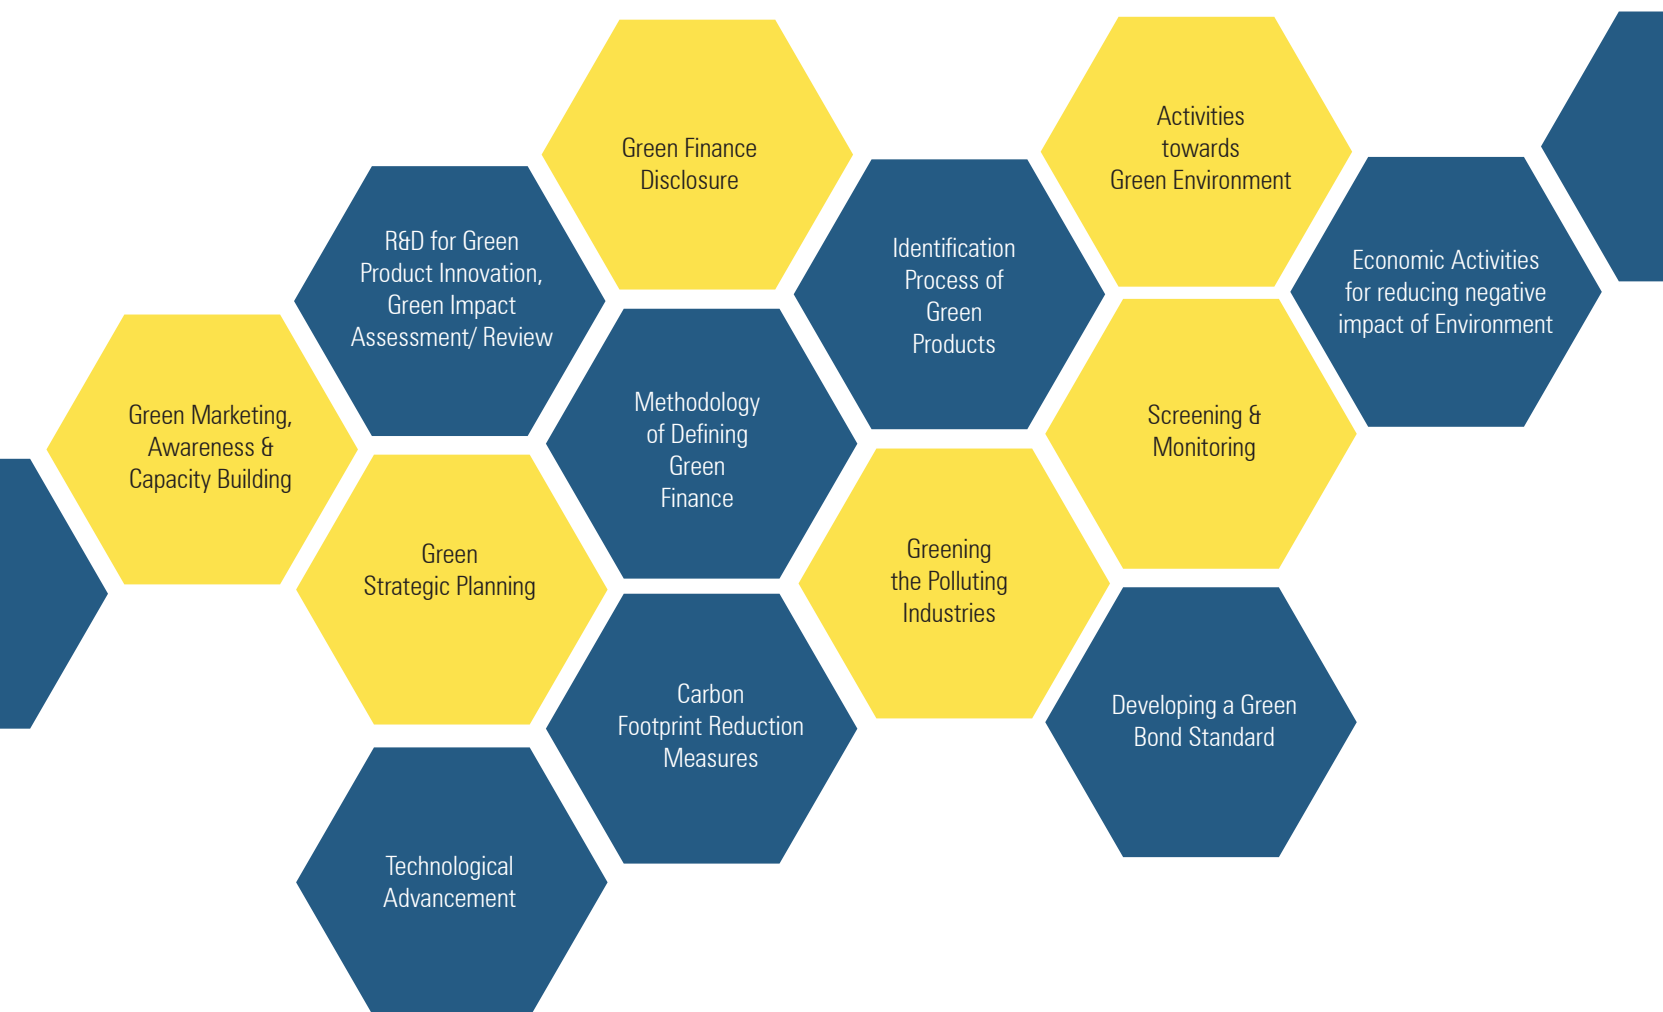 Green Finance
Disclosure
Activities
towards
Green Environment
R&D for Green
Product Innovation,
Green Impact
Assessment/ Review
Identification
Process of
Green
Products
Economic Activities
for reducing negative
impact of Environment
Green Marketing,
Awareness &
Capacity Building
Methodology
of Defining
Green
Finance
Screening &
Monitoring
Green
Strategic Planning
Greening
the Polluting
Industries
Carbon
Footprint Reduction
Measures
Developing a Green
Bond Standard
Technological
Advancement